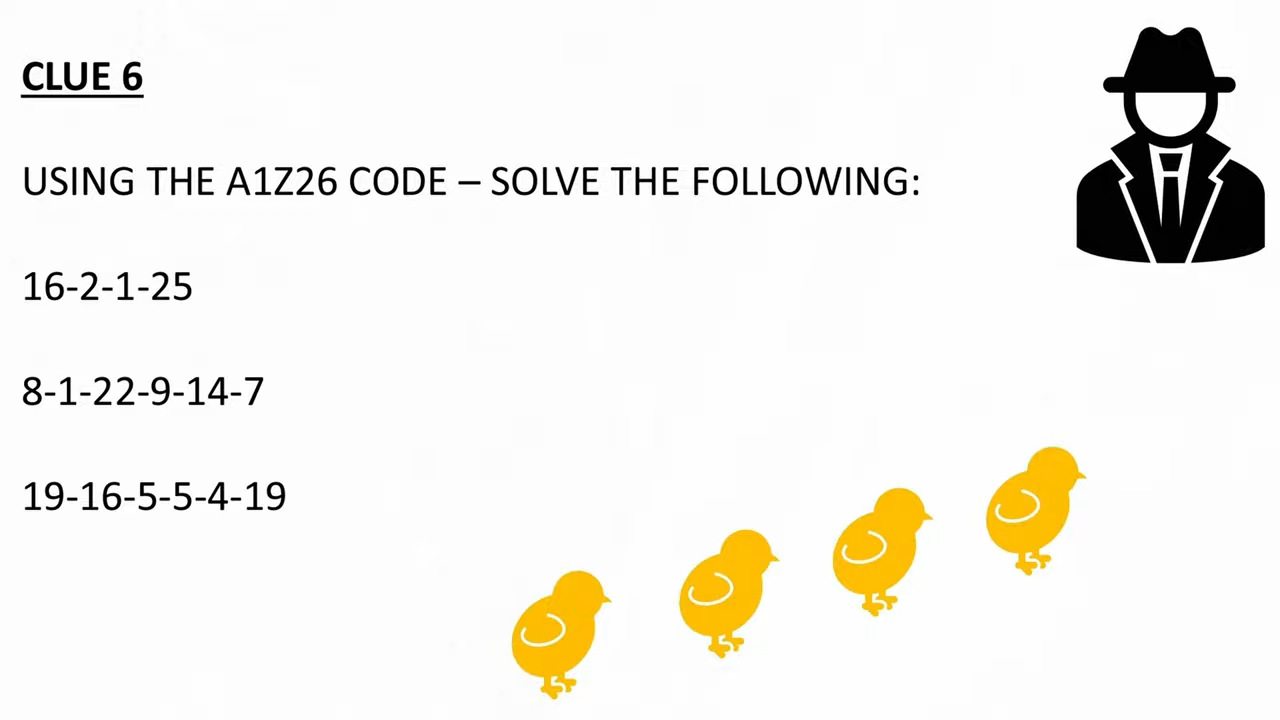 CLUE 6
USING THE A1Z26 CODE – SOLVE THE FOLLOWING:
16-2-1-25
8-1-22-9-14-7
19-16-5-5-4-19